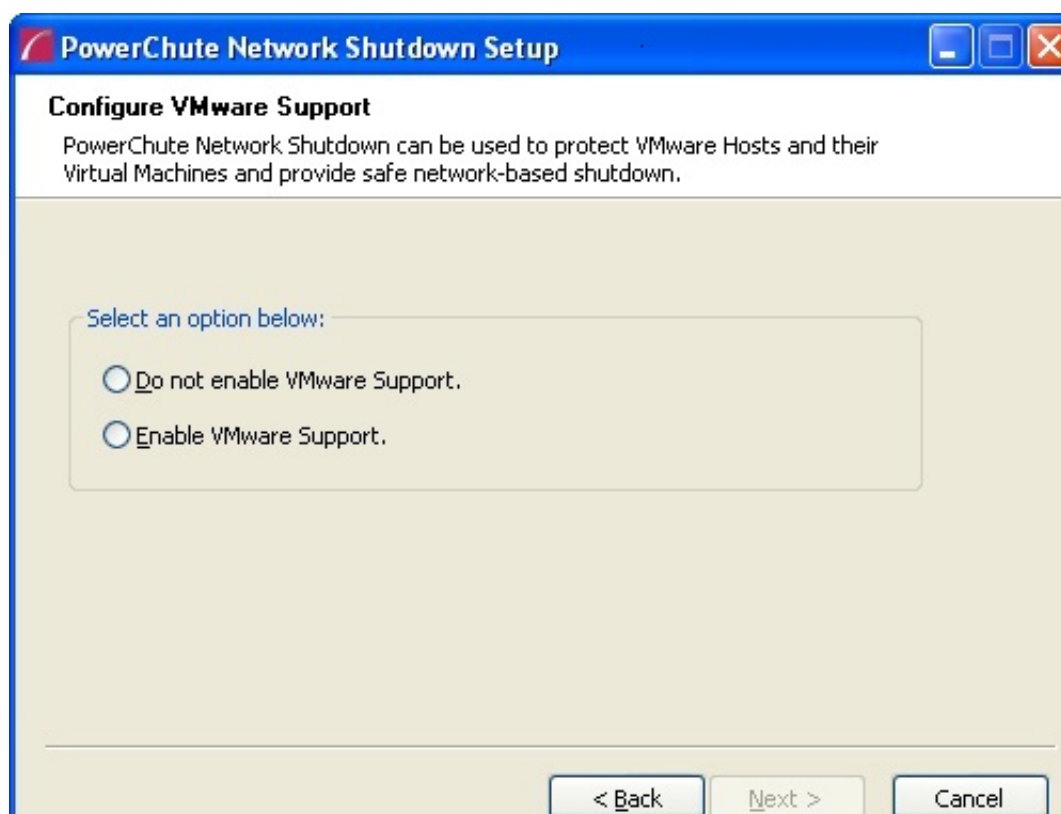 PowerChute Network Shutdown Setup
Configure VMware Support
PowerChute Network Shutdown can be used to protect VMware Hosts and their
Virtual Machines and provide safe network-based shutdown.
Select an option below:
Do not enable VMware Support.
Enable VMware Support.
< Back Next > Cancel